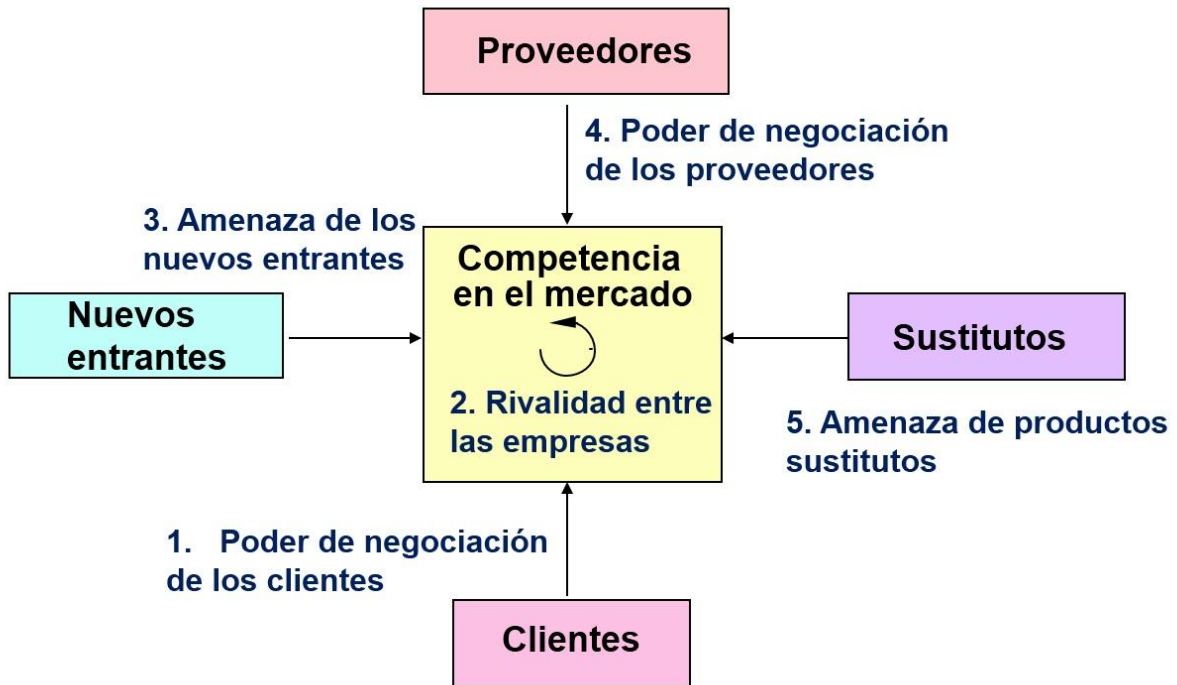 Proveedores
4. Poder de negociación
de los proveedores
3. Amenaza de los
nuevos entrantes
Competencia
en el mercado
Nuevos
entrantes
Sustitutos
2. Rivalidad entre
las empresas
5. Amenaza de productos
sustitutos
1. Poder de negociación
de los clientes
Clientes